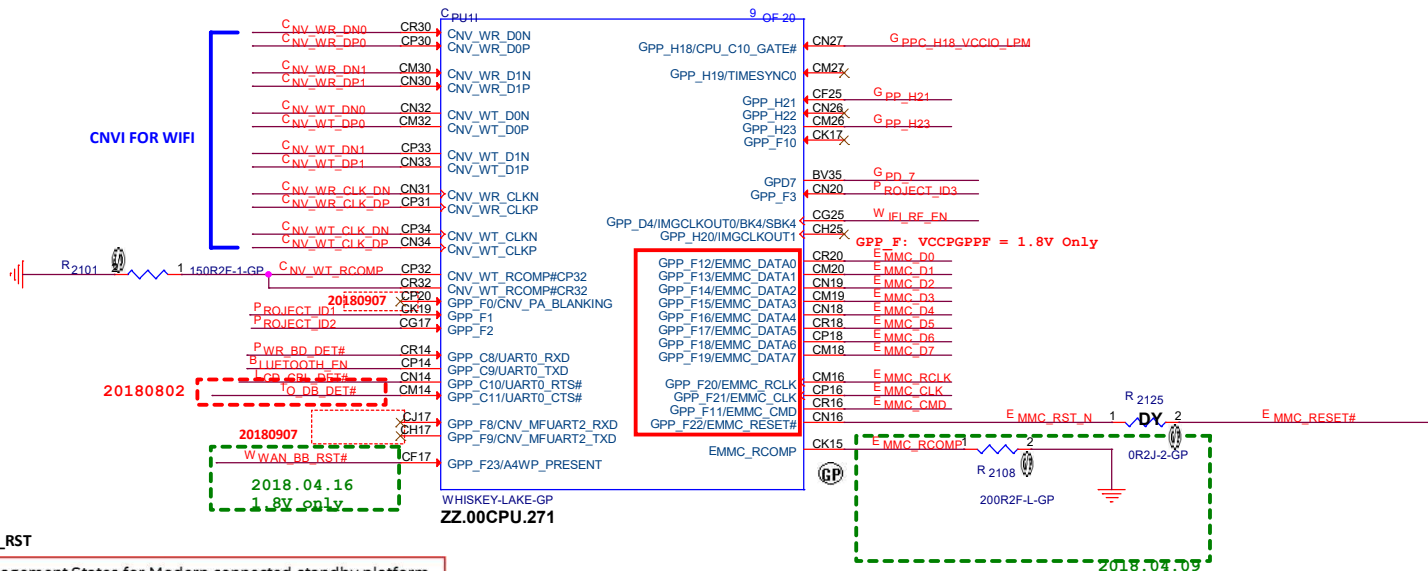 CPU1I
9 OF 20
CNV_WR_DN0 CR30 CNV_WR_D0N
CNV_WR_DP0 CP30 CNV_WR_D0P
CNV_WR_DN1 CM30 CNV_WR_D1N
CNV_WR_DP1 CN30 CNV_WR_D1P
CNV_WT_DN0 CN32 CNV_WT_D0N
CNV_WT_DP0 CM32 CNV_WT_D0P
CNVI FOR WIFI
CNV_WT_DN1 CP33 CNV_WT_D1N
CNV_WT_DP1 CN33 CNV_WT_D1P
CNV_WR_CLK_DN CN31 CNV_WR_CLKN
CNV_WR_CLK_DP CP31 CNV_WR_CLKP
CNV_WT_CLK_DN CP34 CNV_WT_CLKN
CNV_WT_CLK_DP CN34 CNV_WT_CLKP
R2101 2 1 150R2F-1-GP CNV_WT_RCOMP CP32 CNV_WT_RCOMP#CP32
CR32 CNV_WT_RCOMP#CR32
20180907 CP20 GPP_F0/CNV_PA_BLANKING
PROJECT_ID1 CK19 GPP_F1
PROJECT_ID2 CG17 GPP_F2
PWR_BD_DET# CR14 GPP_C8/UART0_RXD
BLUETOOTH_EN CP14 GPP_C9/UART0_TXD
LCD_CBL_DET# CN14 GPP_C10/UART0_RTS#
20180802 IO_DB_DET# CM14 GPP_C11/UART0_CTS#
CJ17 GPP_F8/CNV_MFUART2_RXD
20180907 CH17 GPP_F9/CNV_MFUART2_TXD
WWAN_BB_RST# CF17 GPP_F23/A4WP_PRESENT
2018.04.16
1.8V only
GPP_H18/CPU_C10_GATE# CN27 GPPC_H18_VCCIO_LPM
GPP_H19/TIMESYNC0 CM27
GPP_H21 CF25 GPP_H21
GPP_H22 CN26
GPP_H23 CM26 GPP_H23
GPP_F10 CK17
GPD7 BV35 GPD_7
GPP_F3 CN20 PROJECT_ID3
GPP_D4/IMGCLKOUT0/BK4/SBK4 CG25 WIFI_RF_EN
GPP_H20/IMGCLKOUT1 CH25
GPP_F: VCCPGPPF = 1.8V Only
GPP_F12/EMMC_DATA0 CR20 EMMC_D0
GPP_F13/EMMC_DATA1 CM20 EMMC_D1
GPP_F14/EMMC_DATA2 CN19 EMMC_D2
GPP_F15/EMMC_DATA3 CM19 EMMC_D3
GPP_F16/EMMC_DATA4 CN18 EMMC_D4
GPP_F17/EMMC_DATA5 CR18 EMMC_D5
GPP_F18/EMMC_DATA6 CP18 EMMC_D6
GPP_F19/EMMC_DATA7 CM18 EMMC_D7
GPP_F20/EMMC_RCLK CM16 EMMC_RCLK
GPP_F21/EMMC_CLK CP16 EMMC_CLK
GPP_F11/EMMC_CMD CR16 EMMC_CMD
GPP_F22/EMMC_RESET# CN16 EMMC_RST_N 1 R2125 DY 2 EMMC_RESET#
0R2J-2-GP
EMMC_RCOMP CK15 EMMC_RCOMP 1 2
R2108
200R2F-L-GP
GP
2018.04.09
WHISKEY-LAKE-GP
ZZ.00CPU.271
_RST
agement States for Modern connected standby platform